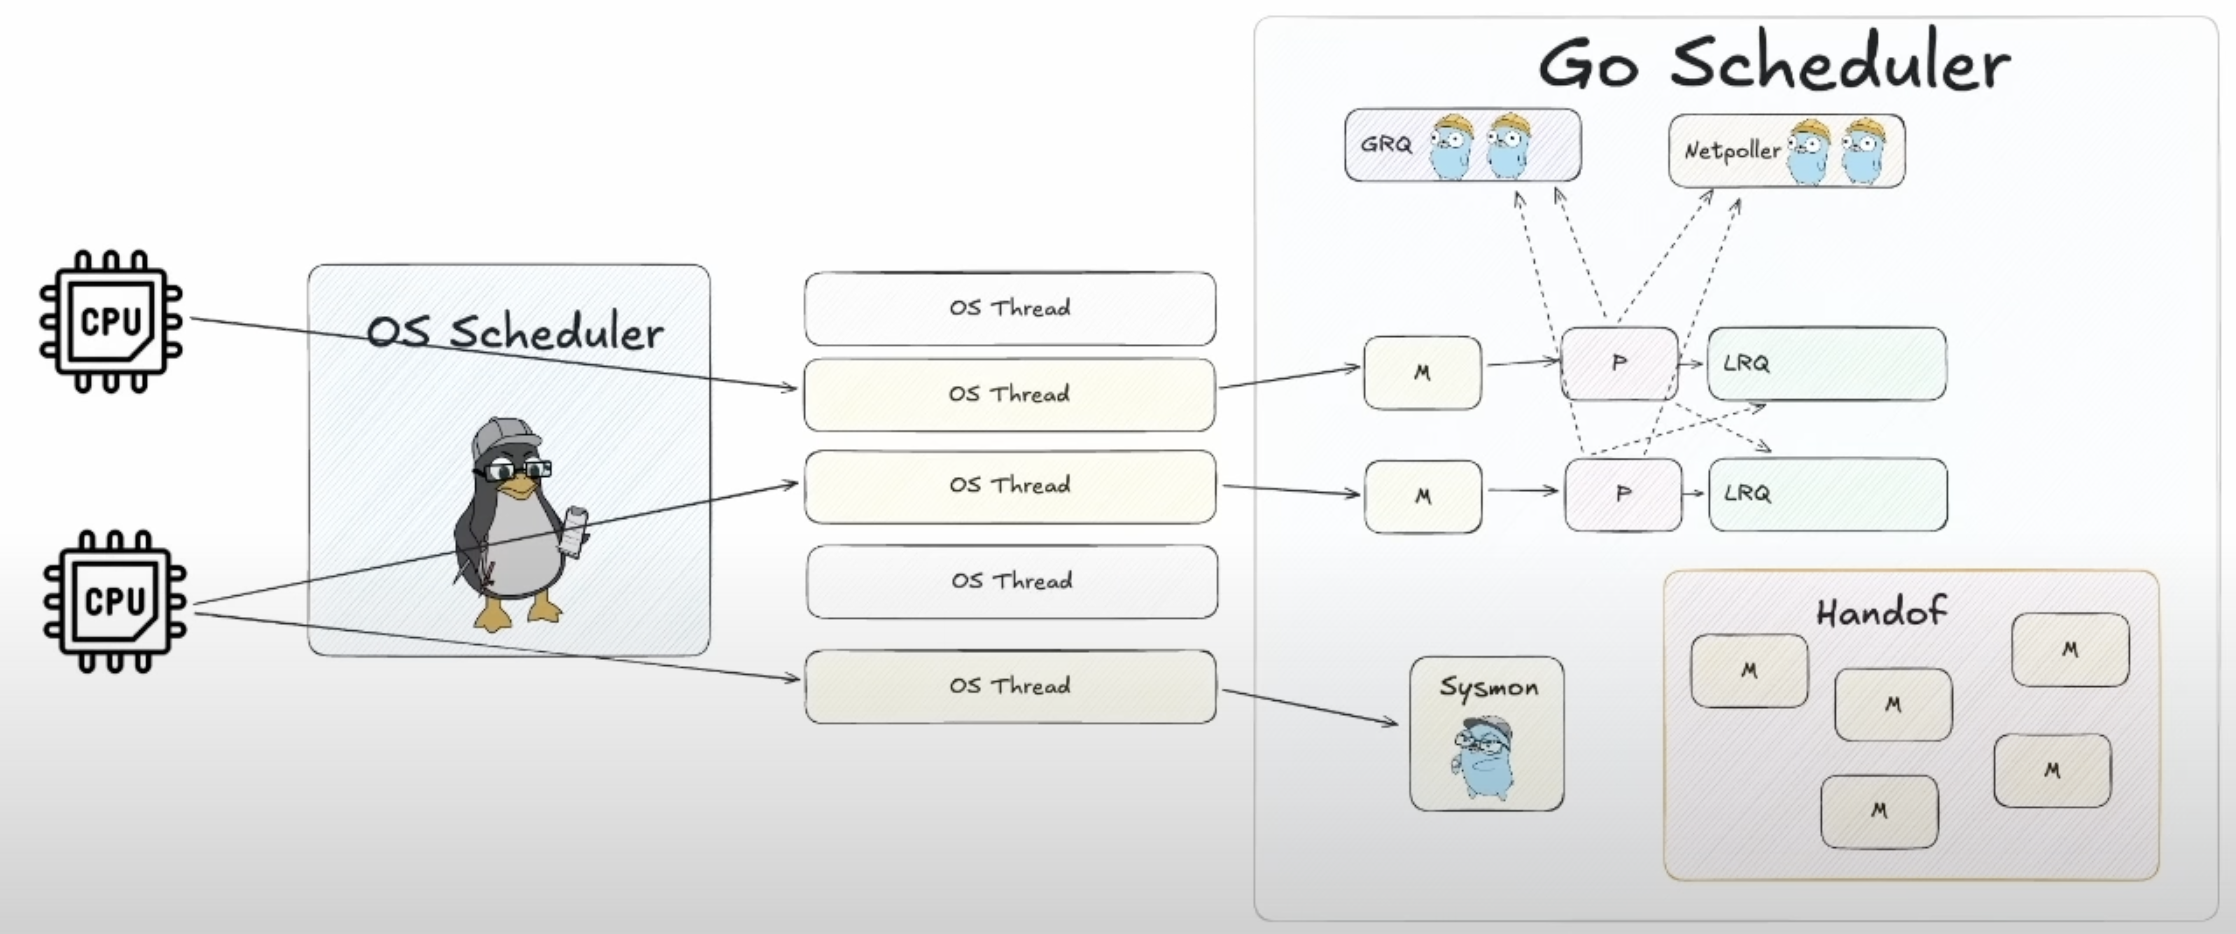 Go Scheduler
GRQ
Netpoller
CPU
OS Scheduler
OS Thread
OS Thread
M
P
LRQ
OS Thread
M
P
LRQ
CPU
OS Thread
OS Thread
Sysmon
Handof
M
M
M
M
M